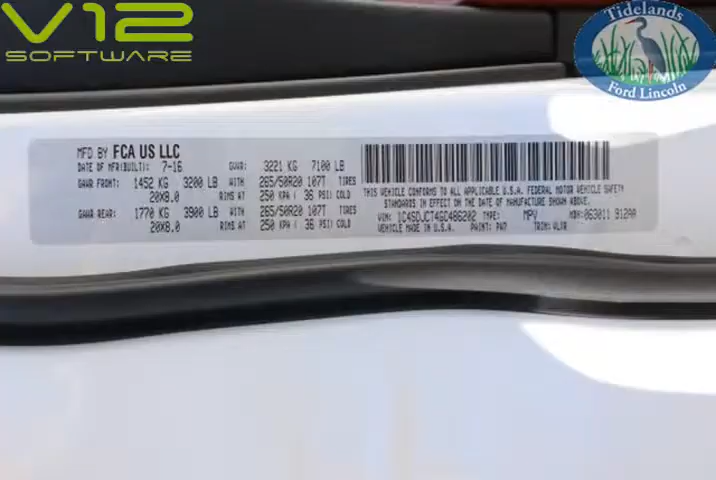 V12
SOFTWARE
Tidelands
Ford Lincoln
MFD BY FCA US LLC
DATE OF MFR(BUILT): 7-16 GVWR: 3221 KG 7100 LB
GAWR FRONT: 1452 KG 3200 LB WITH 265/50R20 107T TIRES
20X8.0 RIMS AT 250 KPA ( 36 PSI) COLD
GAWR REAR: 1770 KG 3900 LB WITH 265/50R20 107T TIRES
20X8.0 RIMS AT 250 KPA ( 36 PSI) COLD
THIS VEHICLE CONFORMS TO ALL APPLICABLE U.S.A. FEDERAL MOTOR VEHICLE SAFETY
STANDARDS IN EFFECT ON THE DATE OF MANUFACTURE SHOWN ABOVE.
VIN: 1C4SDJCT4GC486202 TYPE: MPV MDH: 063011 912AA
VEHICLE MADE IN U.S.A. PAINT: PW7 TRIM: